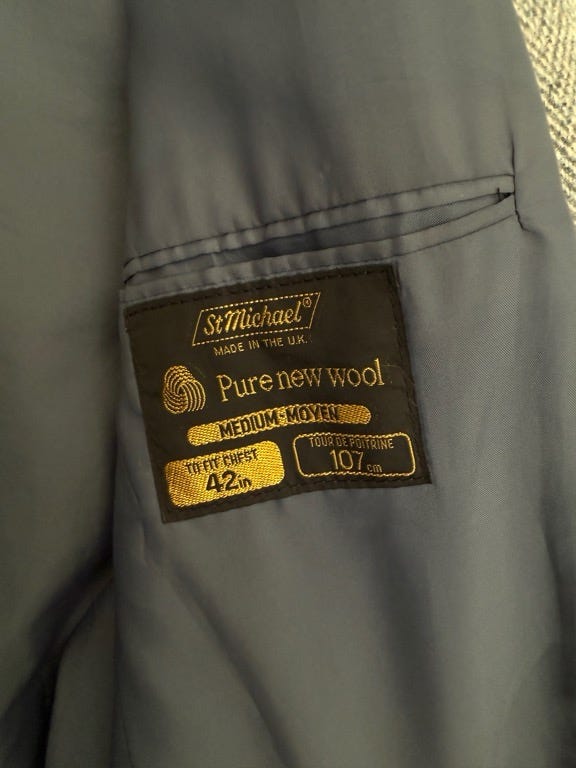 St Michael®
MADE IN THE U.K.
Pure new wool
MEDIUM-MOYEN
TO FIT CHEST
42in
TOUR DE POITRINE
107cm